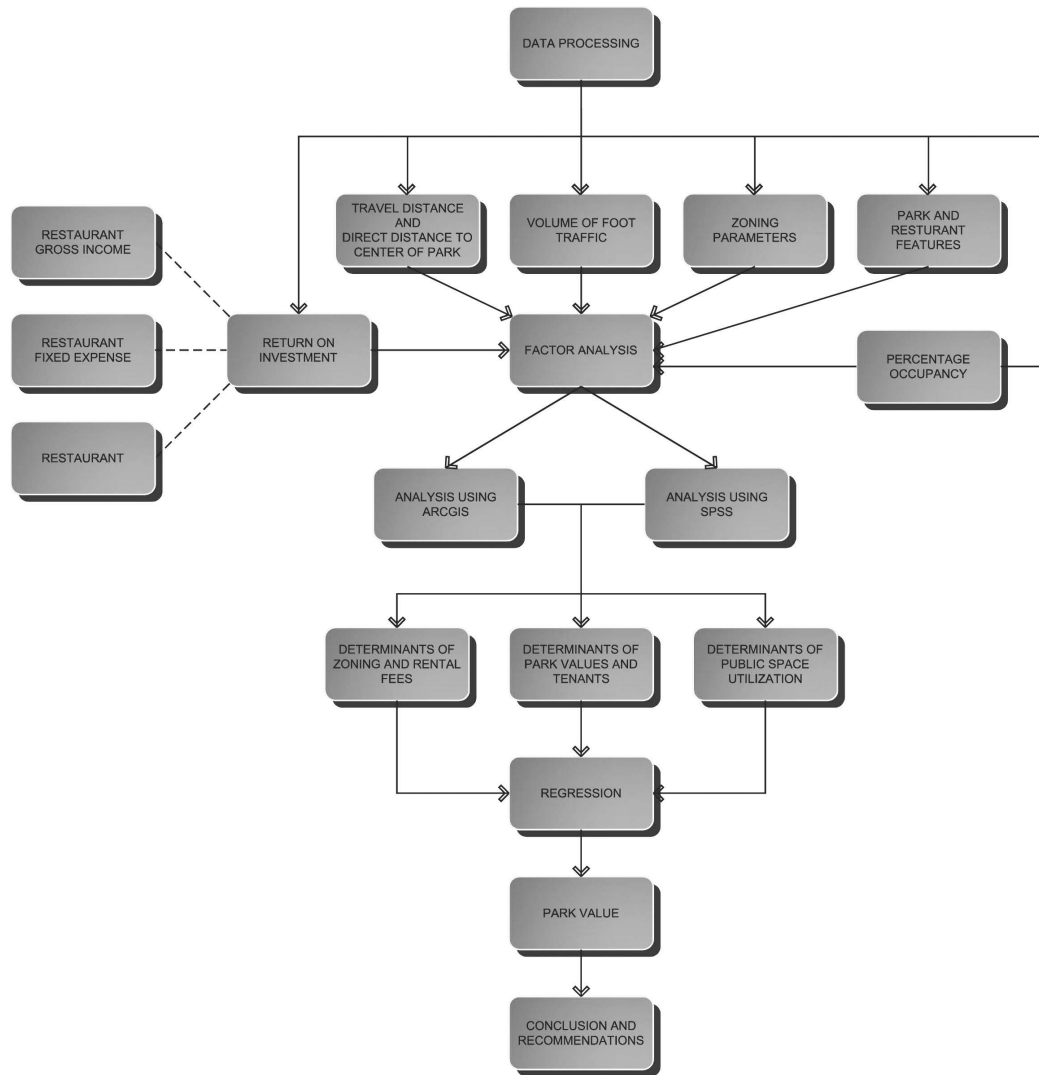 DATA PROCESSING
TRAVEL DISTANCE
AND
DIRECT DISTANCE TO
CENTER OF PARK
VOLUME OF FOOT
TRAFFIC
ZONING
PARAMETERS
PARK AND
RESTURANT
FEATURES
RESTAURANT
GROSS INCOME
RESTAURANT
FIXED EXPENSE
RESTAURANT
RETURN ON
INVESTMENT
FACTOR ANALYSIS
PERCENTAGE
OCCUPANCY
ANALYSIS USING
ARCGIS
ANALYSIS USING
SPSS
DETERMINANTS OF
ZONING AND RENTAL
FEES
DETERMINANTS OF
PARK VALUES AND
TENANTS
DETERMINANTS OF
PUBLIC SPACE
UTILIZATION
REGRESSION
PARK VALUE
CONCLUSION AND
RECOMMENDATIONS